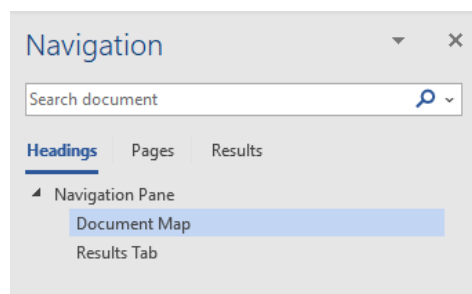 Navigation
Search document
Headings Pages Results
Navigation Pane
Document Map
Results Tab